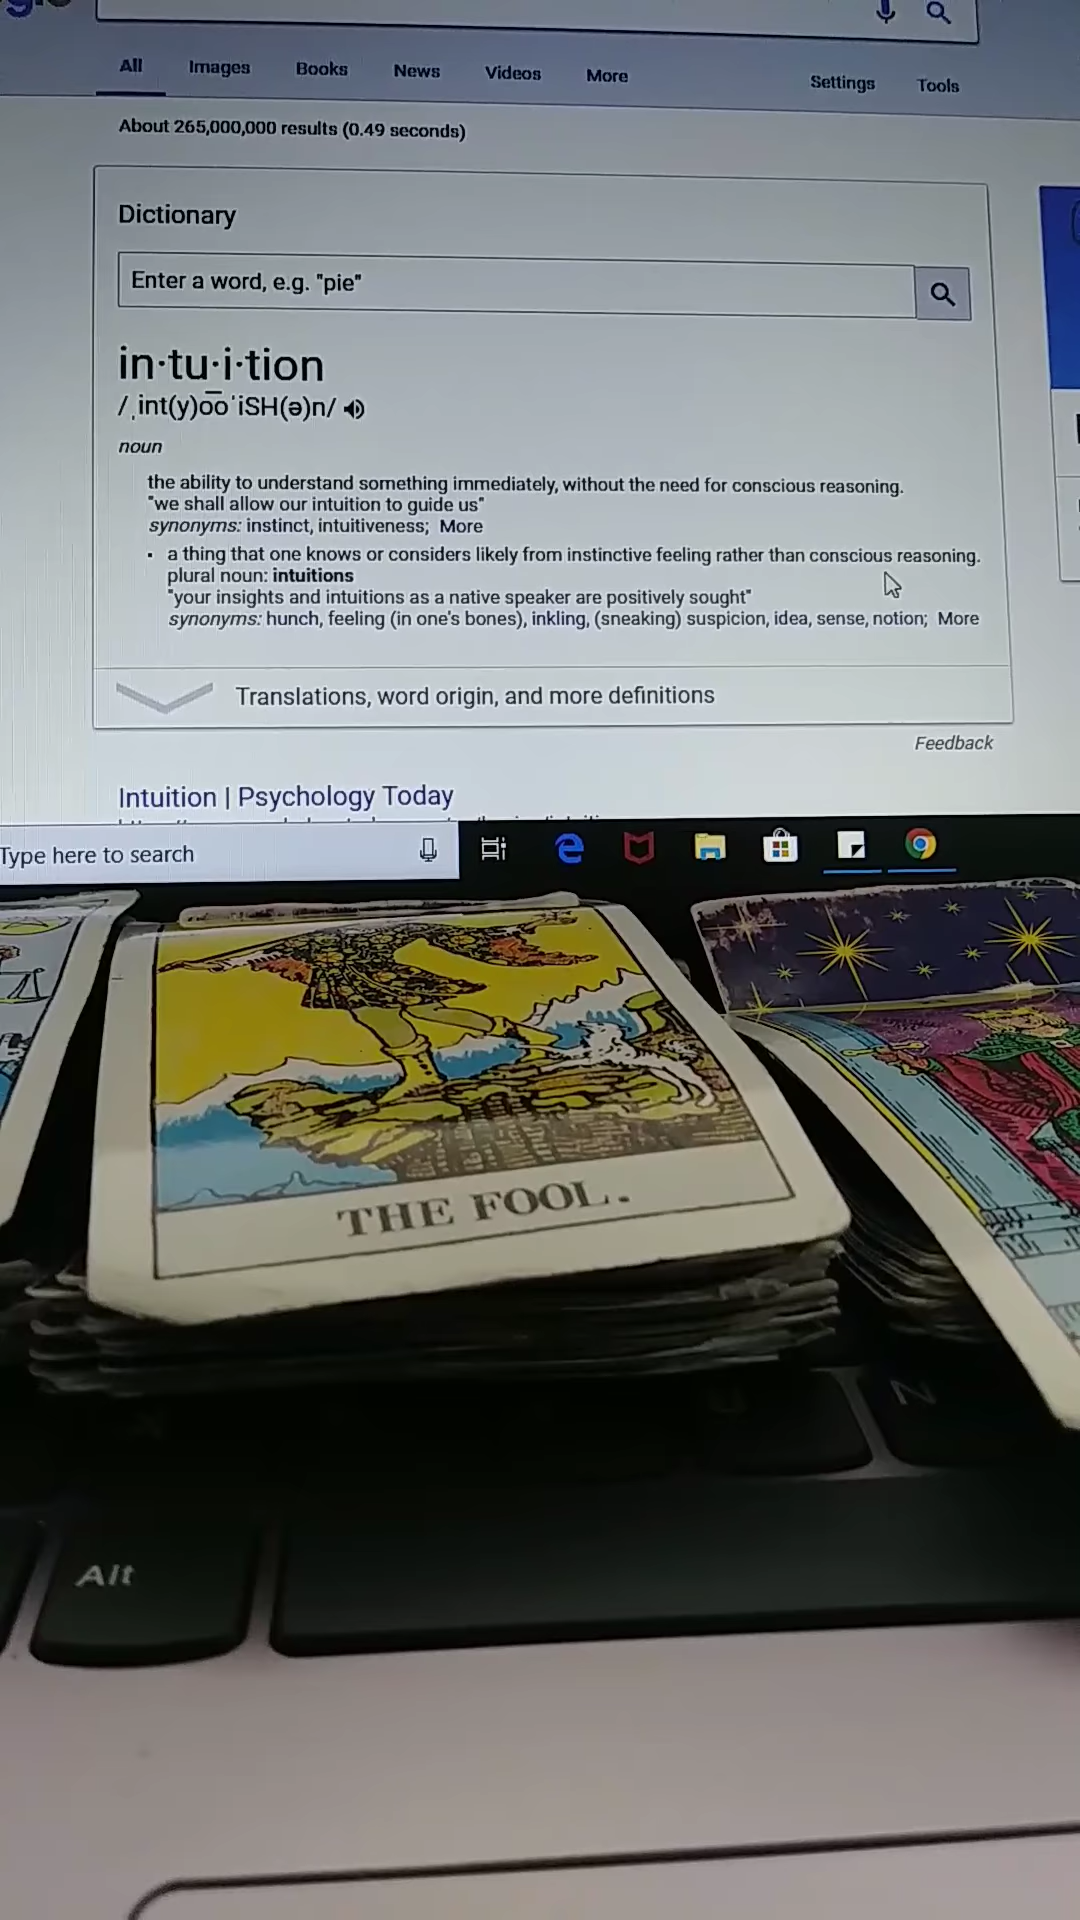 All Images Books News Videos More Settings Tools
About 265,000,000 results (0.49 seconds)
Dictionary
Enter a word, e.g. "pie"
in·tu·i·tion
/ˌint(y)o͞oˈiSH(ə)n/
noun
the ability to understand something immediately, without the need for conscious reasoning.
"we shall allow our intuition to guide us"
synonyms: instinct, intuitiveness; More
• a thing that one knows or considers likely from instinctive feeling rather than conscious reasoning.
plural noun: intuitions
"your insights and intuitions as a native speaker are positively sought"
synonyms: hunch, feeling (in one's bones), inkling, (sneaking) suspicion, idea, sense, notion; More
Translations, word origin, and more definitions
Feedback
Intuition | Psychology Today
Type here to search
THE FOOL.
N
Alt